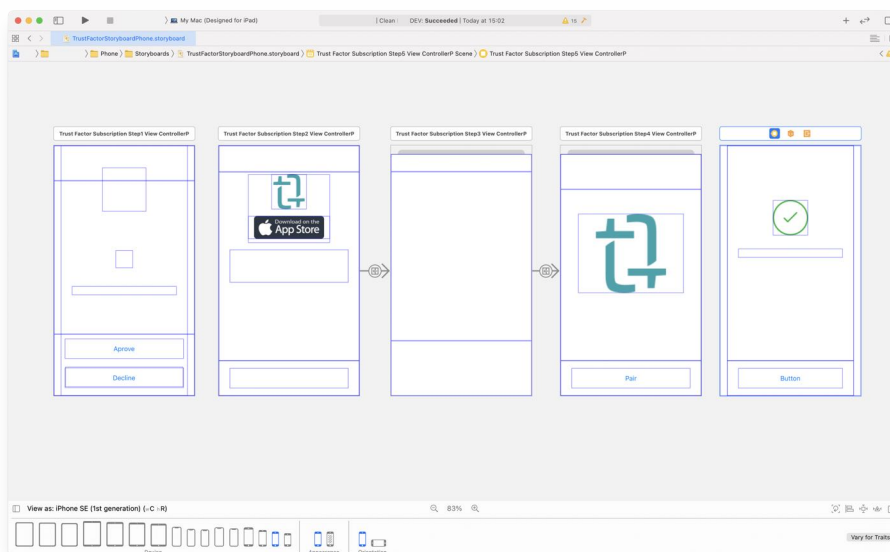 My Mac (Designed for iPad)
Clean
DEV: Succeeded | Today at 15:02
15
TrustFactorStoryboardPhone.storyboard
Phone
Storyboards
TrustFactorStoryboardPhone.storyboard
Trust Factor Subscription Step5 View ControllerP Scene
Trust Factor Subscription Step5 View ControllerP
Trust Factor Subscription Step1 View ControllerP
Trust Factor Subscription Step2 View ControllerP
Trust Factor Subscription Step3 View ControllerP
Trust Factor Subscription Step4 View ControllerP
Download on the
App Store
Aprove
Decline
Pair
Button
View as: iPhone SE (1st generation) (wC hR)
83%
Vary for Traits
Device
Appearance
Orientation